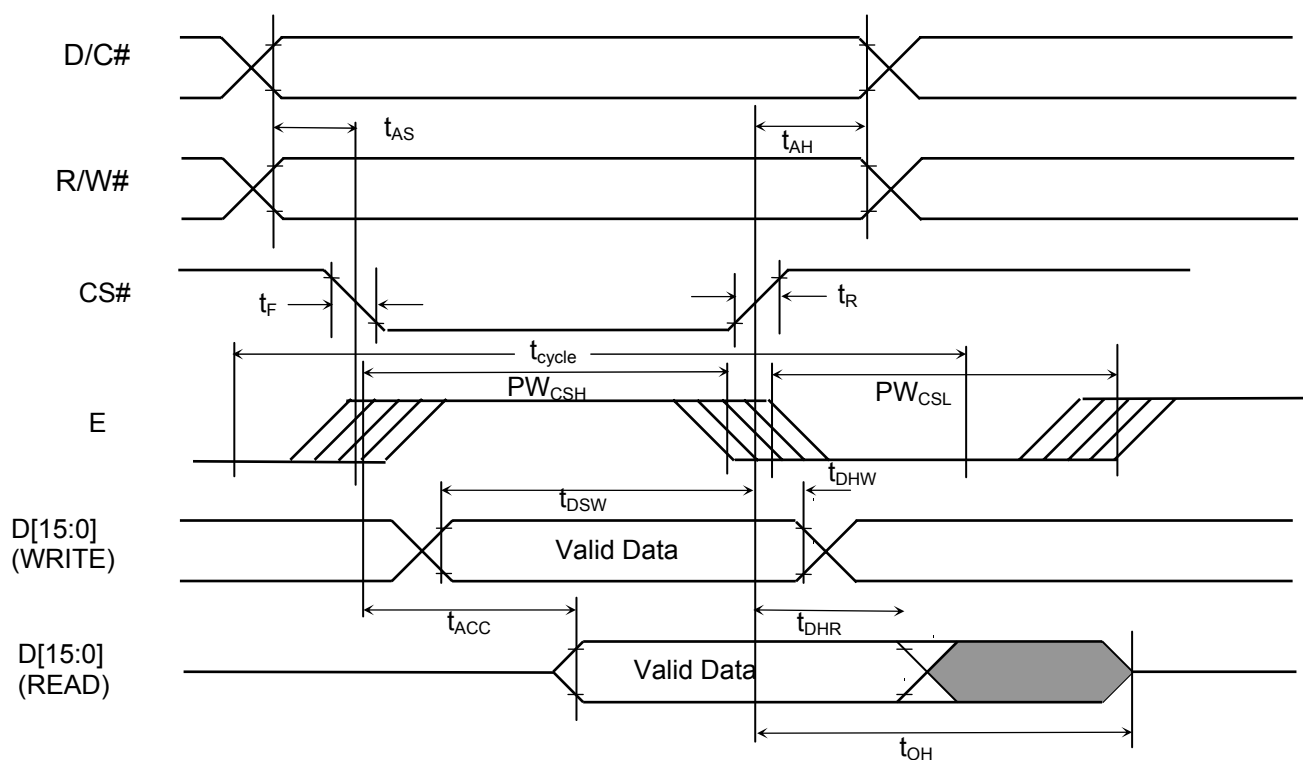 D/C#
tAS
tAH
R/W#
CS#
tF
tR
tcycle
PWCSH
PWCSL
E
tDHW
tDSW
D[15:0]
(WRITE)
Valid Data
tACC
tDHR
D[15:0]
(READ)
Valid Data
tOH